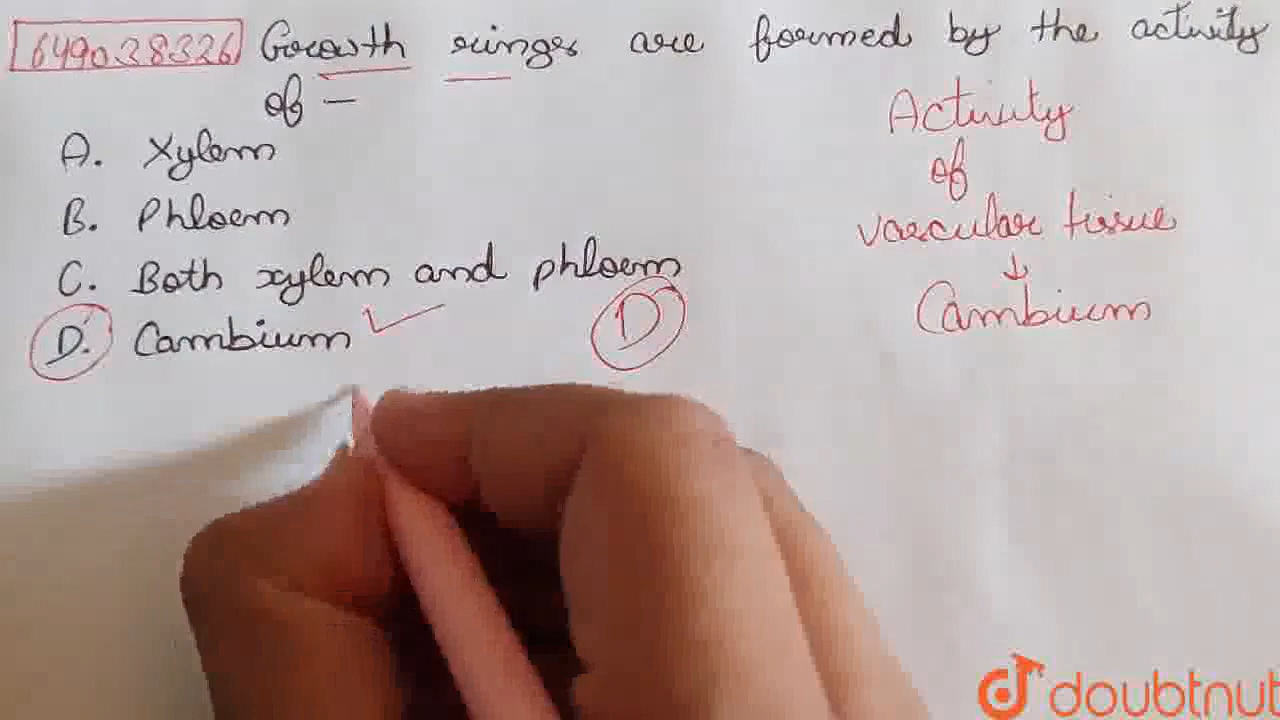 649038326 Growth rings are formed by the activity
of –
A. Xylem
B. Phloem
C. Both xylem and phloem
D. Cambium
D
Activity
of
vascular tissue
↓
Cambium
doubtnut